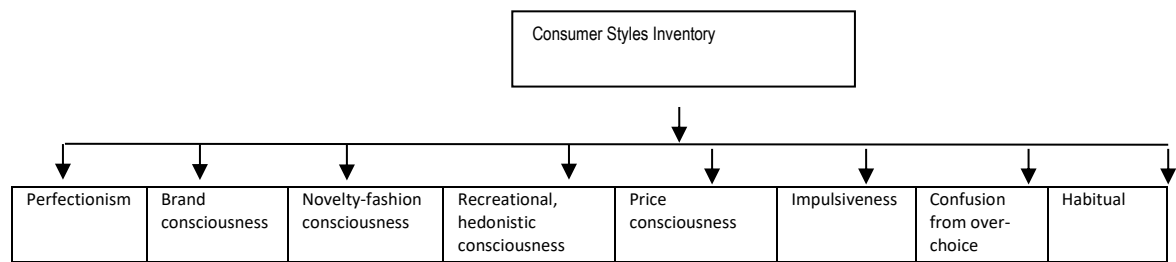 Consumer Styles Inventory
Perfectionism
Brand
consciousness
Novelty-fashion
consciousness
Recreational,
hedonistic
consciousness
Price
consciousness
Impulsiveness
Confusion
from over-
choice
Habitual